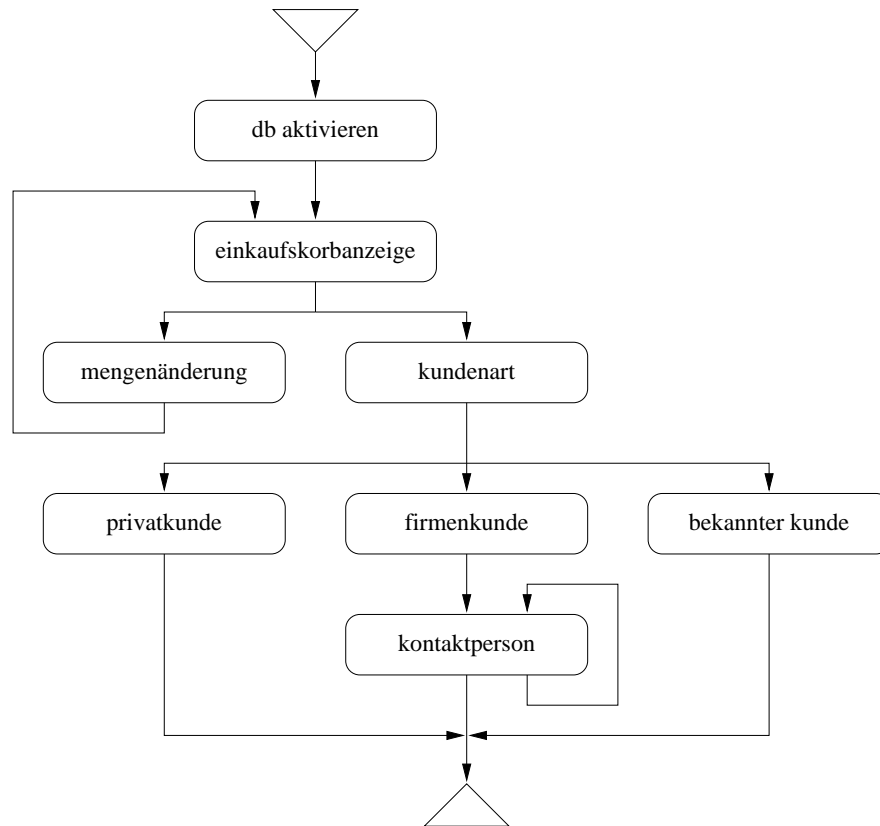 db aktivieren
einkaufskorbanzeige
mengenänderung
kundenart
privatkunde
firmenkunde
bekannter kunde
kontaktperson